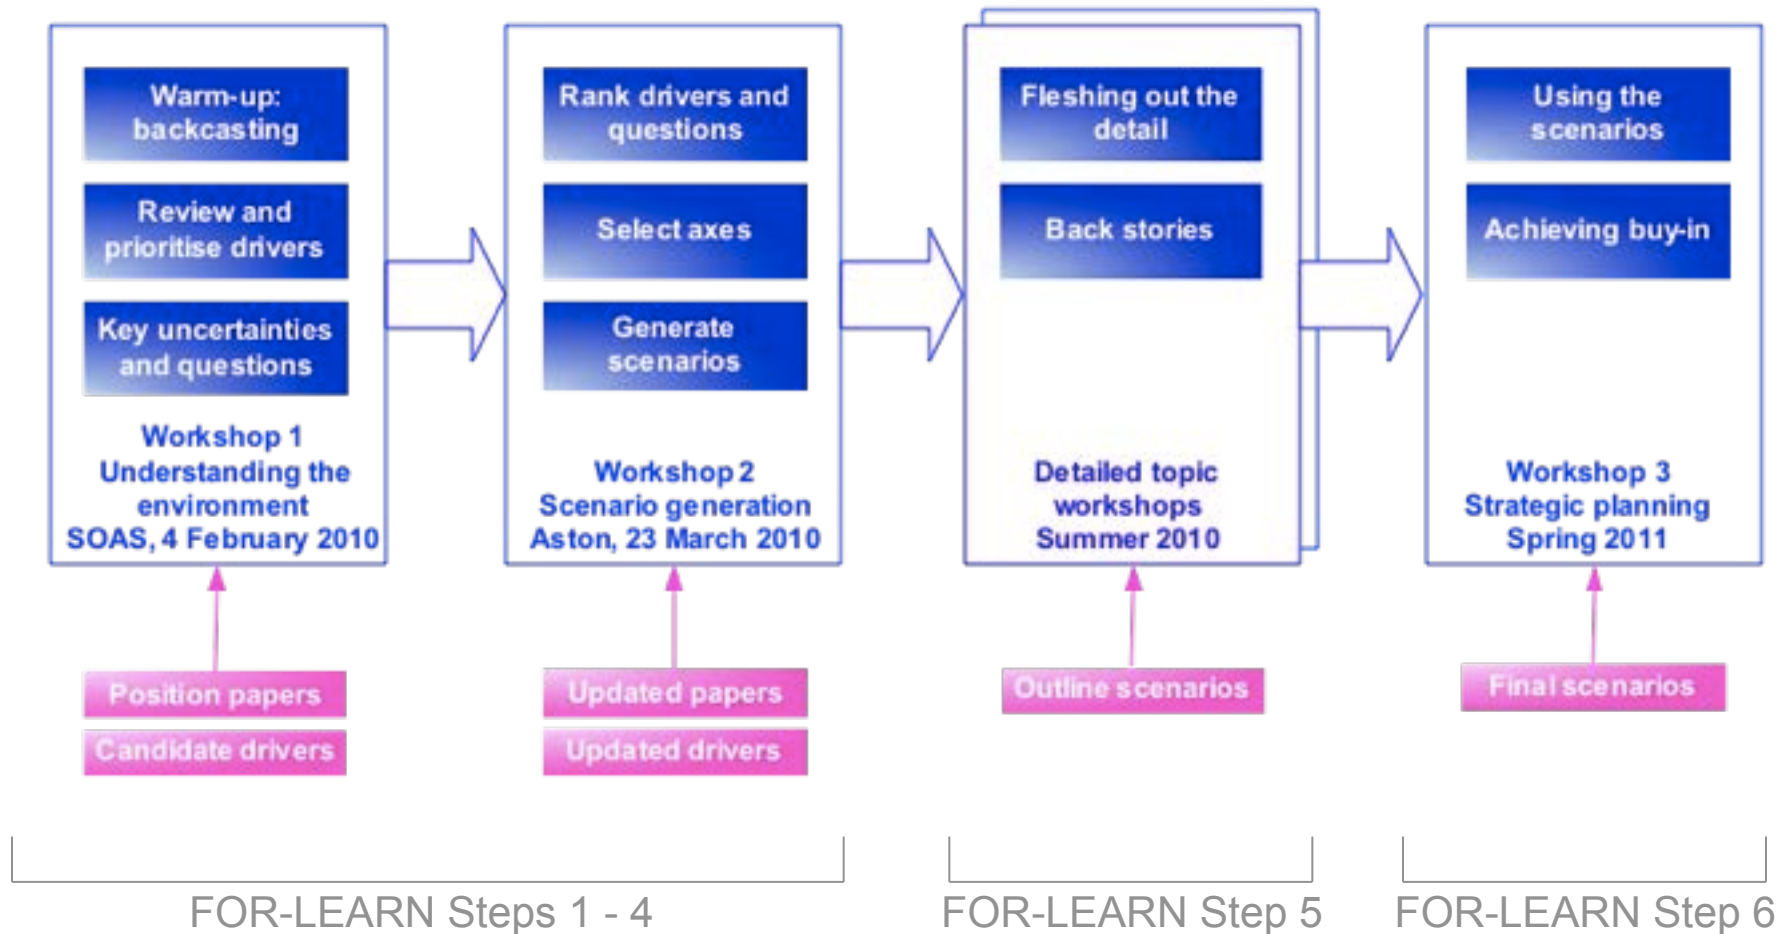 Warm-up:
backcasting
Review and
prioritise drivers
Key uncertainties
and questions
Workshop 1
Understanding the
environment
SOAS, 4 February 2010
Position papers
Candidate drivers
Rank drivers and
questions
Select axes
Generate
scenarios
Workshop 2
Scenario generation
Aston, 23 March 2010
Updated papers
Updated drivers
Fleshing out the
detail
Back stories
Detailed topic
workshops
Summer 2010
Outline scenarios
Using the
scenarios
Achieving buy-in
Workshop 3
Strategic planning
Spring 2011
Final scenarios
FOR-LEARN Steps 1 - 4
FOR-LEARN Step 5
FOR-LEARN Step 6